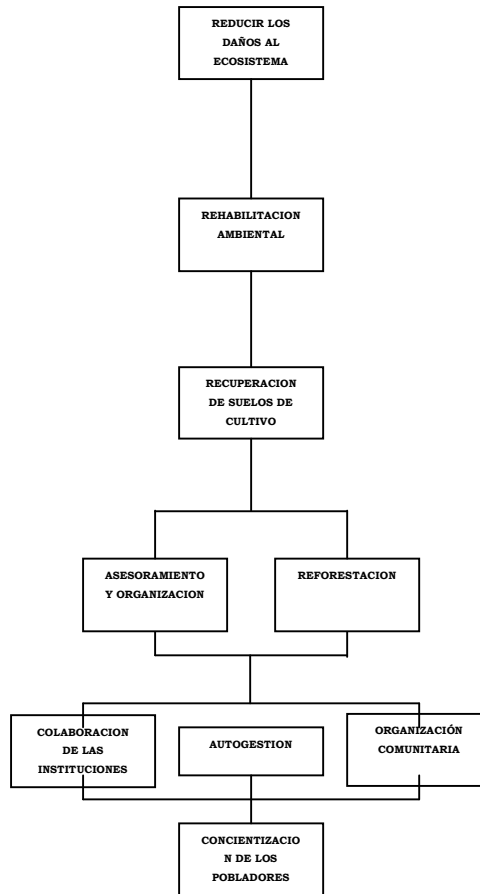 REDUCIR LOS
DAÑOS AL
ECOSISTEMA
REHABILITACION
AMBIENTAL
RECUPERACION
DE SUELOS DE
CULTIVO
ASESORAMIENTO
Y ORGANIZACION
REFORESTACION
COLABORACION
DE LAS
INSTITUCIONES
AUTOGESTION
ORGANIZACIÓN
COMUNITARIA
CONCIENTIZACIO
N DE LOS
POBLADORES